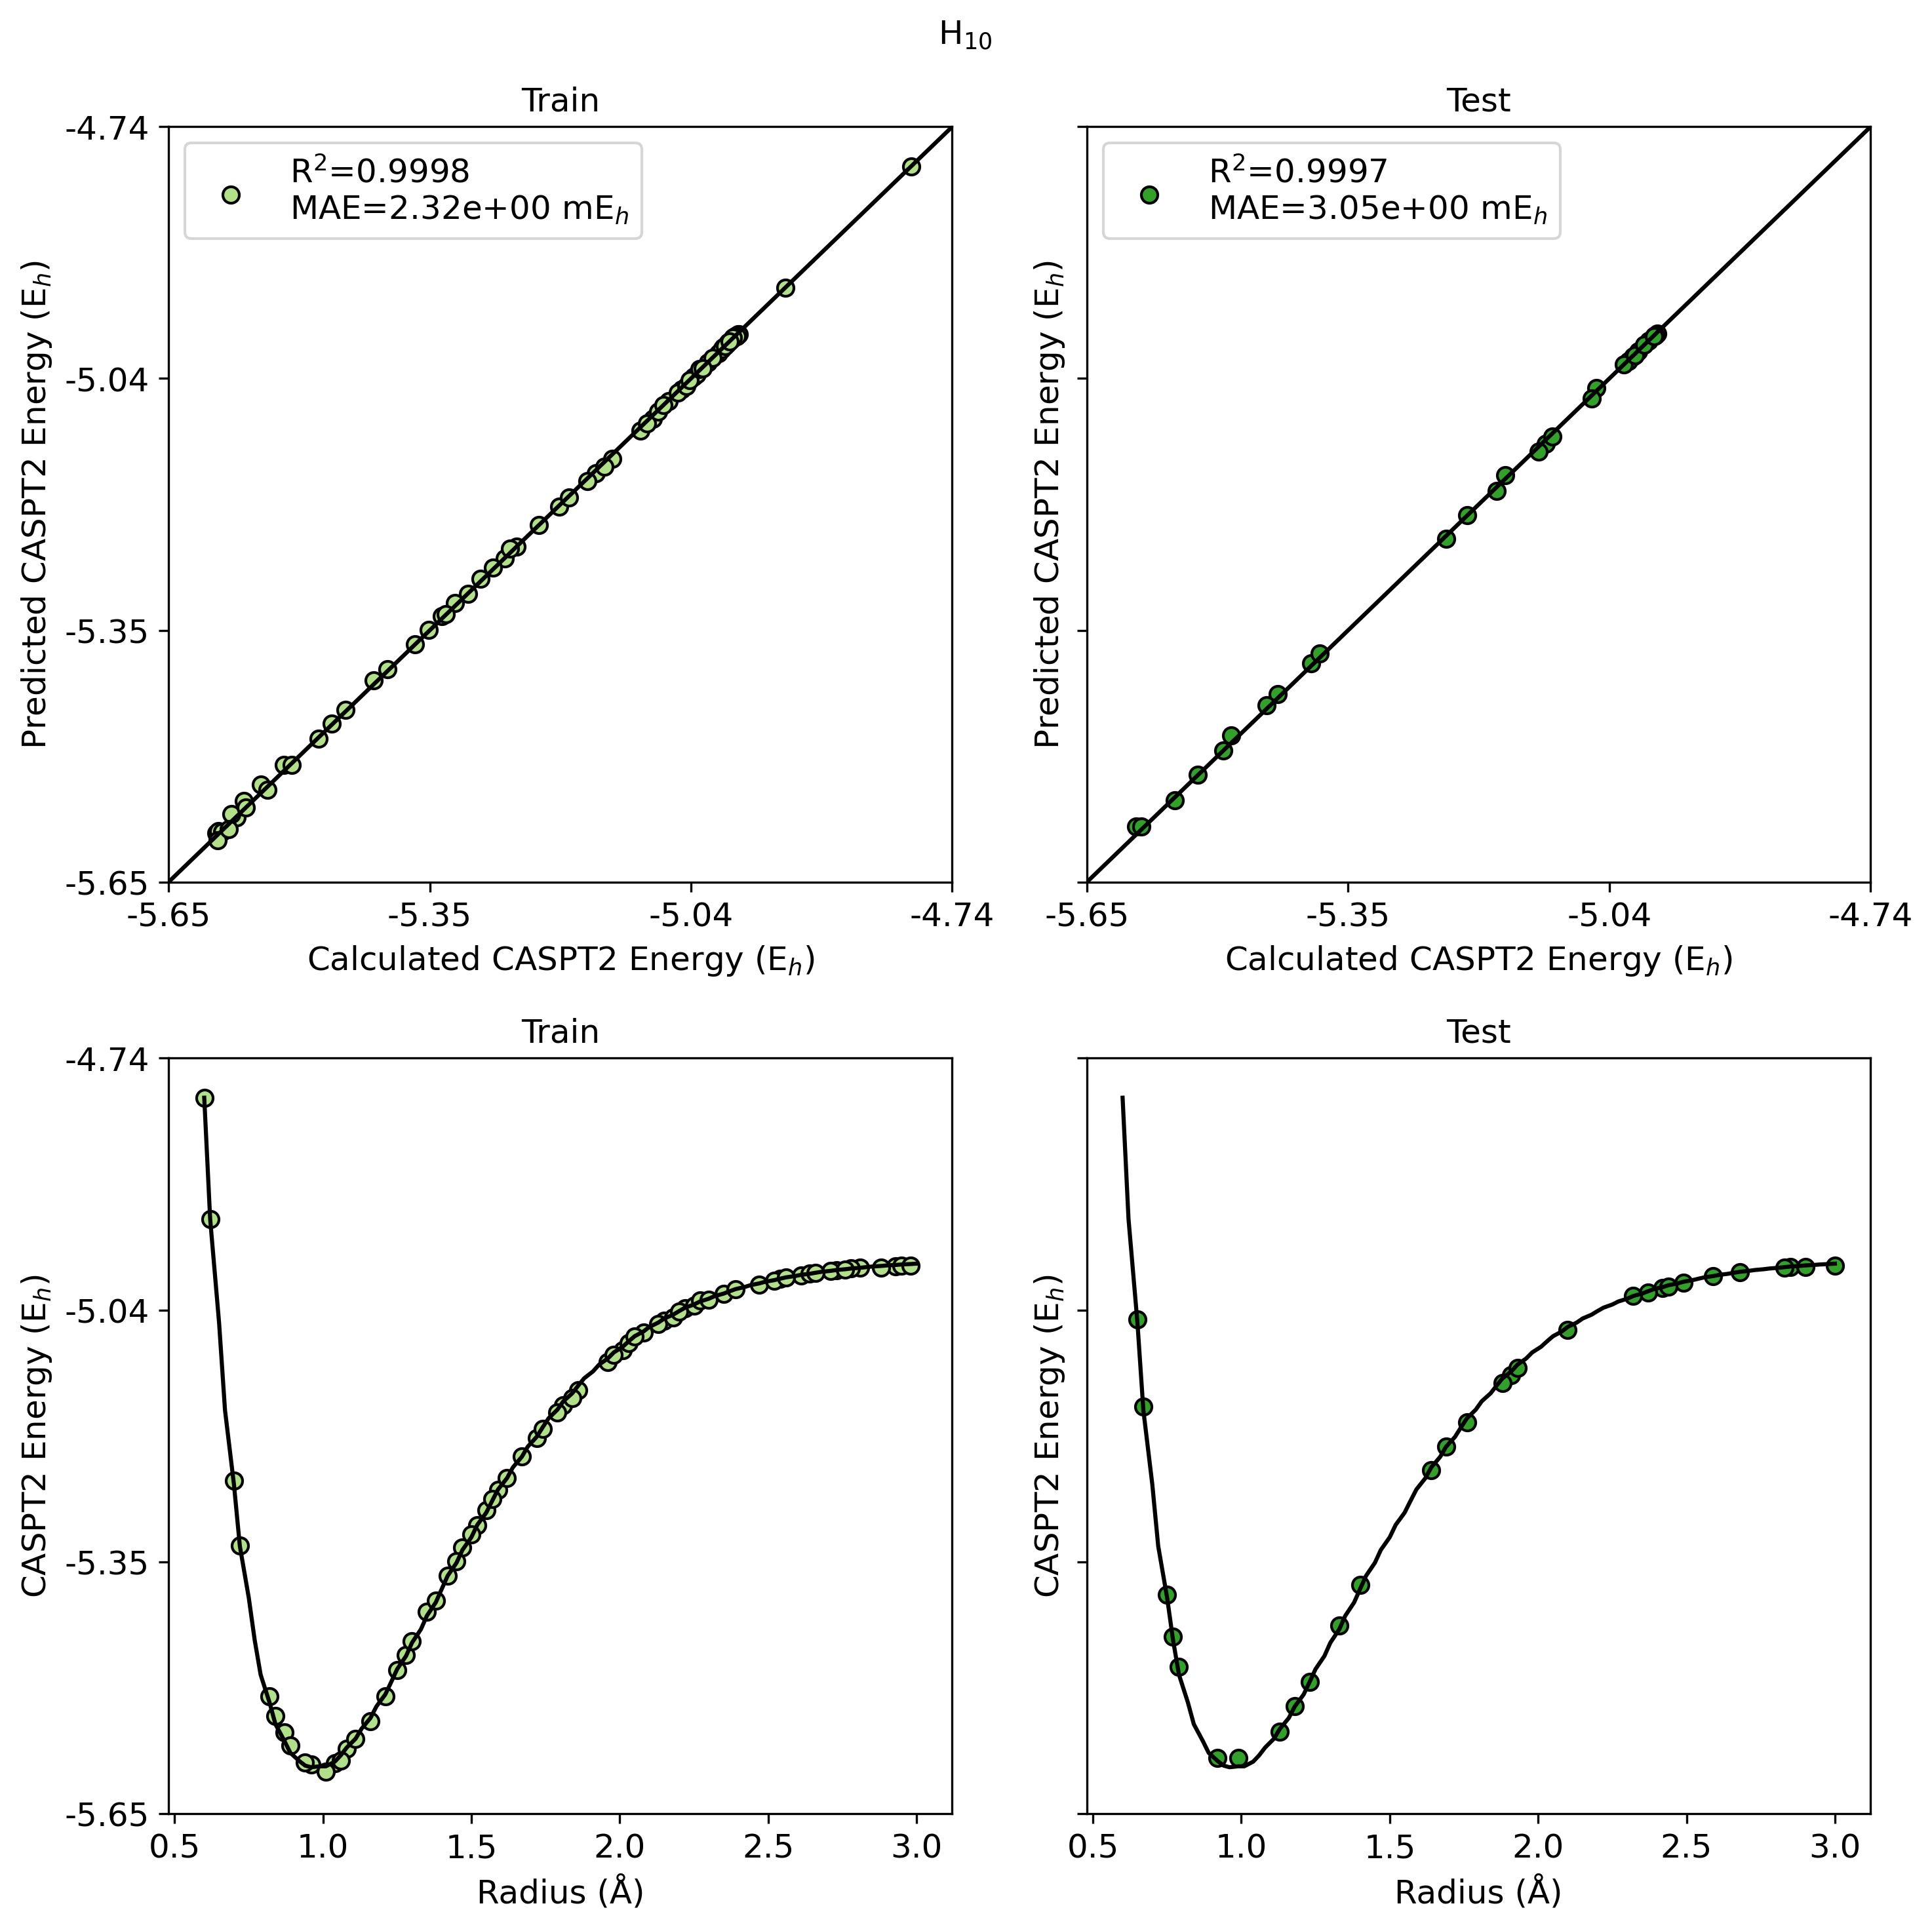 H₁₀
Train
Test
R²=0.9998
MAE=2.32e+00 mEₕ
R²=0.9997
MAE=3.05e+00 mEₕ
Predicted CASPT2 Energy (Eₕ)
-4.74
-5.04
-5.35
-5.65
Predicted CASPT2 Energy (Eₕ)
-5.65 -5.35 -5.04 -4.74
-5.65 -5.35 -5.04 -4.74
Calculated CASPT2 Energy (Eₕ)
Calculated CASPT2 Energy (Eₕ)
Train
Test
CASPT2 Energy (Eₕ)
-4.74
-5.04
-5.35
-5.65
CASPT2 Energy (Eₕ)
0.5 1.0 1.5 2.0 2.5 3.0
0.5 1.0 1.5 2.0 2.5 3.0
Radius (Å)
Radius (Å)